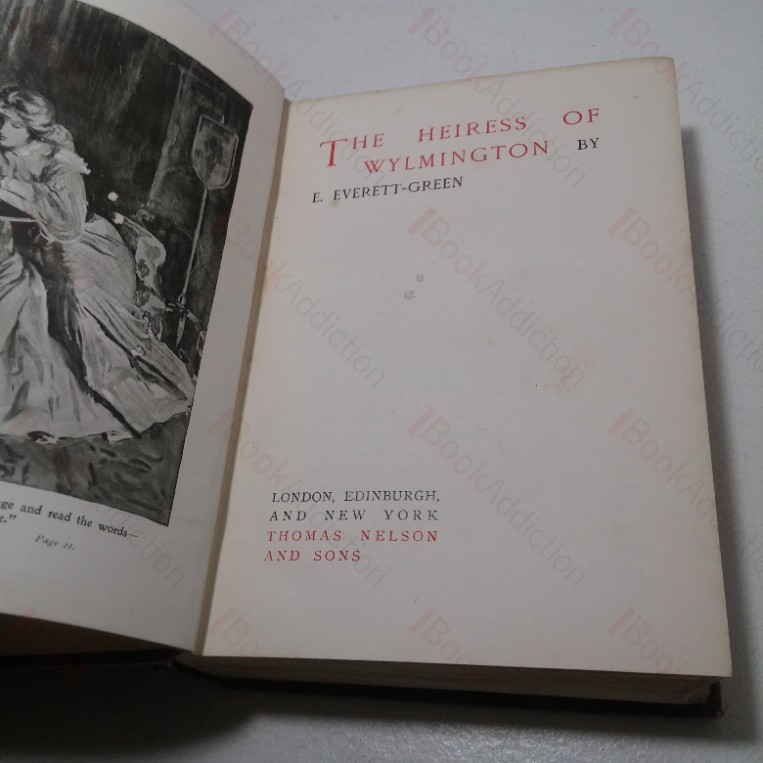 ge and read the words—
Page 21.
THE HEIRESS OF
WYLMINGTON BY
E. EVERETT-GREEN
LONDON, EDINBURGH,
AND NEW YORK
THOMAS NELSON
AND SONS
BookAddiction